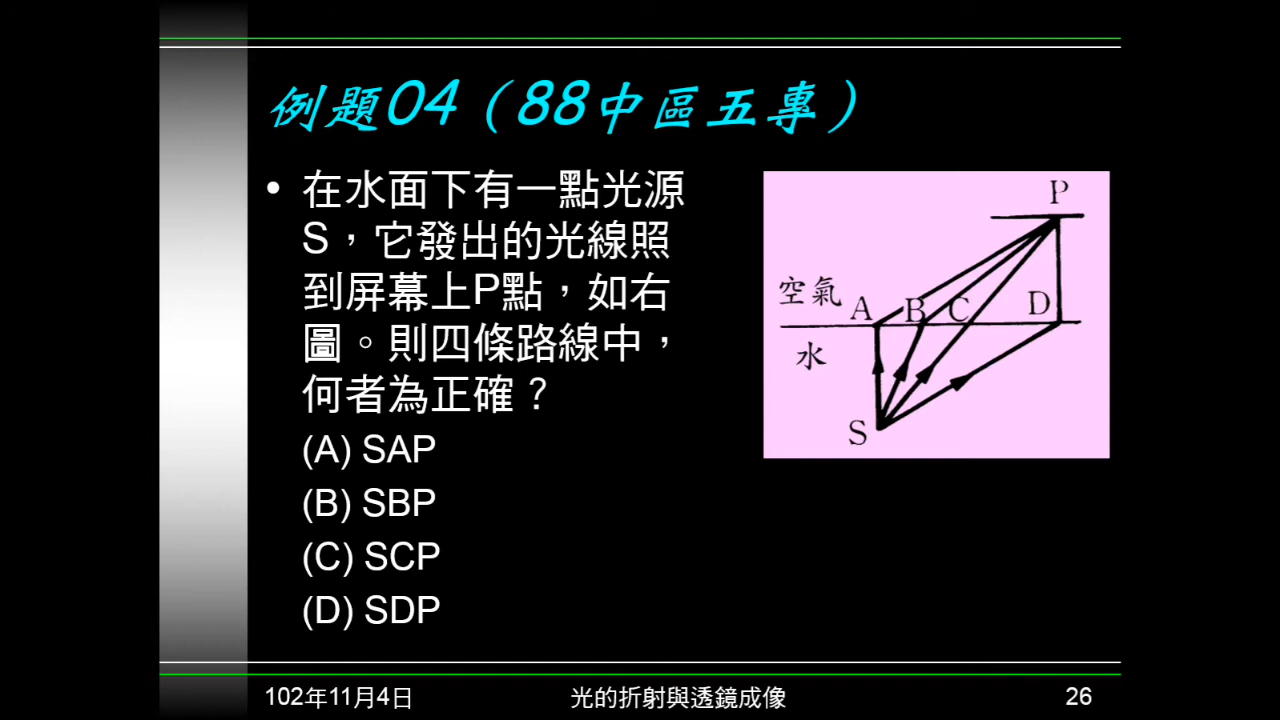 例題04（88中區五專）
• 在水面下有一點光源
S，它發出的光線照
到屏幕上P點，如右
圖。則四條路線中，
何者為正確？
(A) SAP
(B) SBP
(C) SCP
(D) SDP
P
空氣 A B C D
水
S
102年11月4日 光的折射與透鏡成像 26